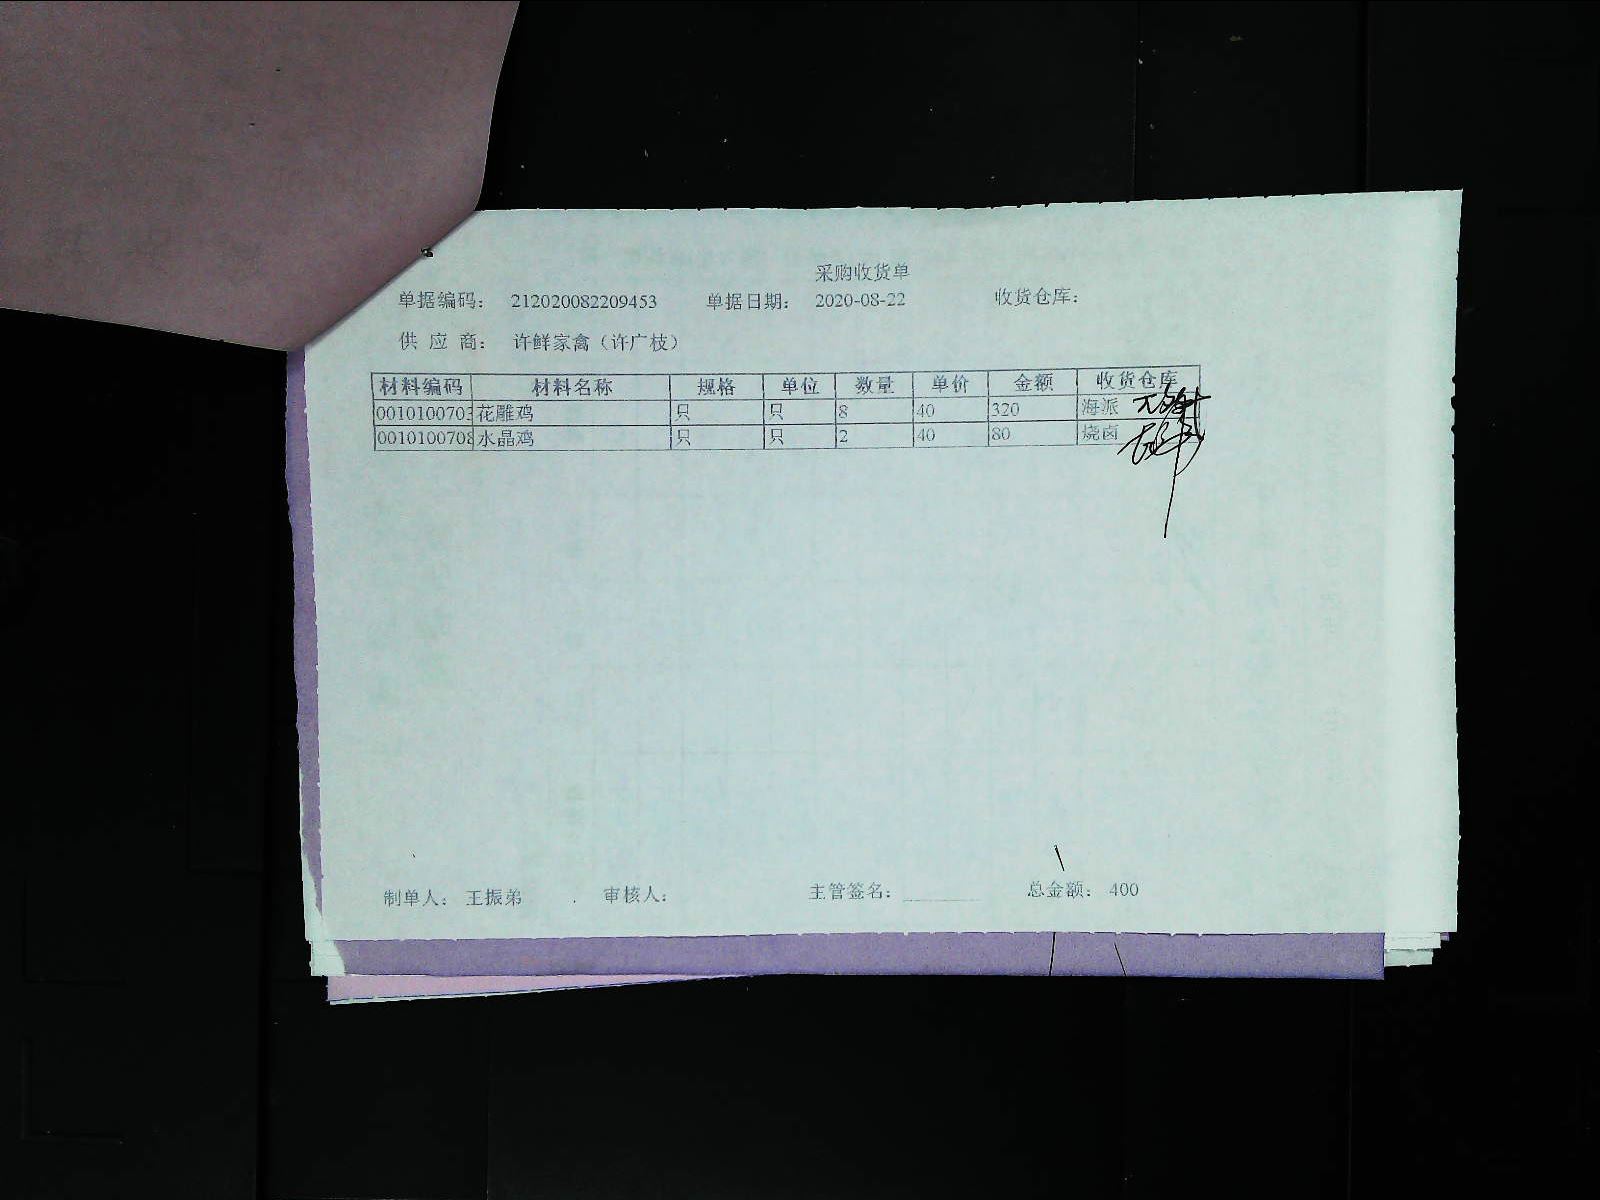 采购收货单
单据编码： 212020082209453 单据日期： 2020-08-22 收货仓库：
供 应 商： 许鲜家禽（许广枝）
材料编码 材料名称 规格 单位 数量 单价 金额 收货仓库
0010100703 花雕鸡 只 只 8 40 320 海派
0010100708 水晶鸡 只 只 2 40 80 烧卤
制单人： 王振弟 审核人： 主管签名： 总金额： 400